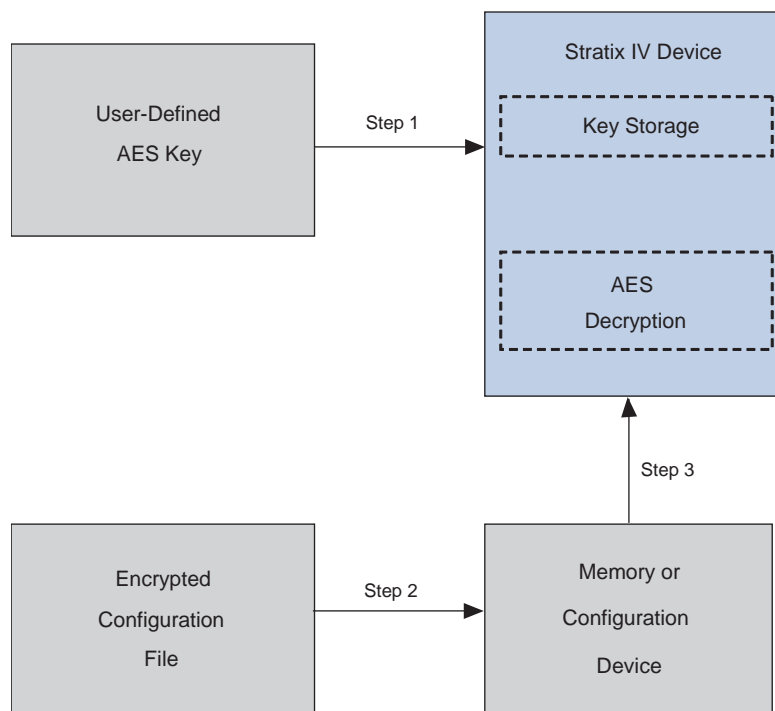 Stratix IV Device
User-Defined
AES Key
Step 1
Key Storage
AES
Decryption
Step 3
Encrypted
Configuration
File
Step 2
Memory or
Configuration
Device